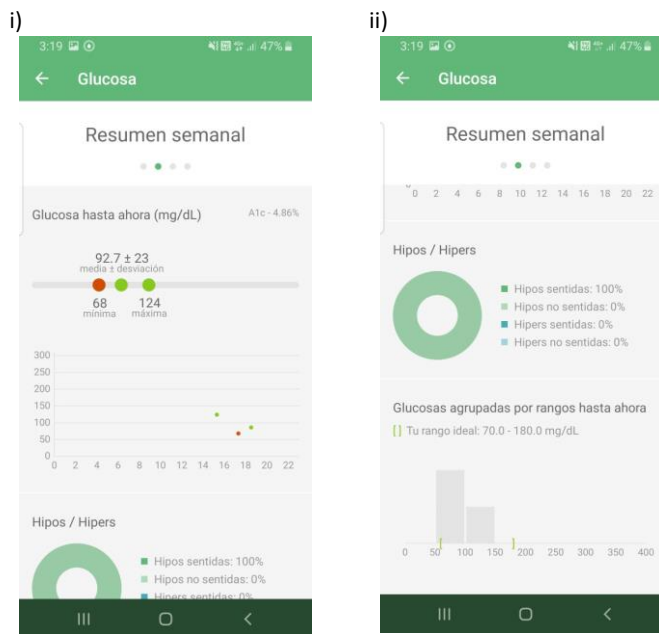 i)
3:19 47%
Glucosa
Resumen semanal
Glucosa hasta ahora (mg/dL) A1c - 4.86%
92.7 ± 23
media ± desviación
68 124
mínima máxima
300
250
200
150
100
50
0
0 2 4 6 8 10 12 14 16 18 20 22
Hipos / Hipers
Hipos sentidas: 100%
Hipos no sentidas: 0%
Hipers sentidas: 0%
ii)
3:19 47%
Glucosa
Resumen semanal
0 2 4 6 8 10 12 14 16 18 20 22
Hipos / Hipers
Hipos sentidas: 100%
Hipos no sentidas: 0%
Hipers sentidas: 0%
Hipers no sentidas: 0%
Glucosas agrupadas por rangos hasta ahora
[ ] Tu rango ideal: 70.0 - 180.0 mg/dL
0 50 100 150 200 250 300 350 400